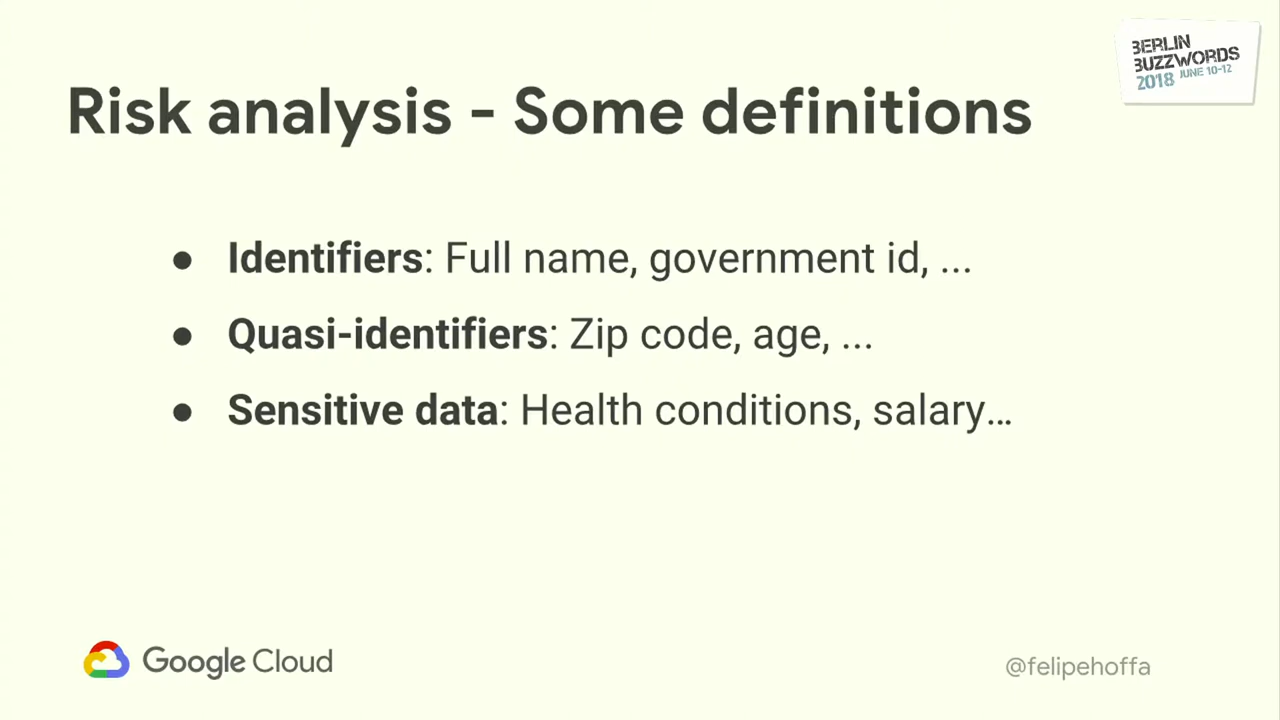 BERLIN
BUZZWORDS
2018 JUNE 10-12
Risk analysis - Some definitions
● Identifiers: Full name, government id, ...
● Quasi-identifiers: Zip code, age, ...
● Sensitive data: Health conditions, salary…
Google Cloud
@felipehoffa